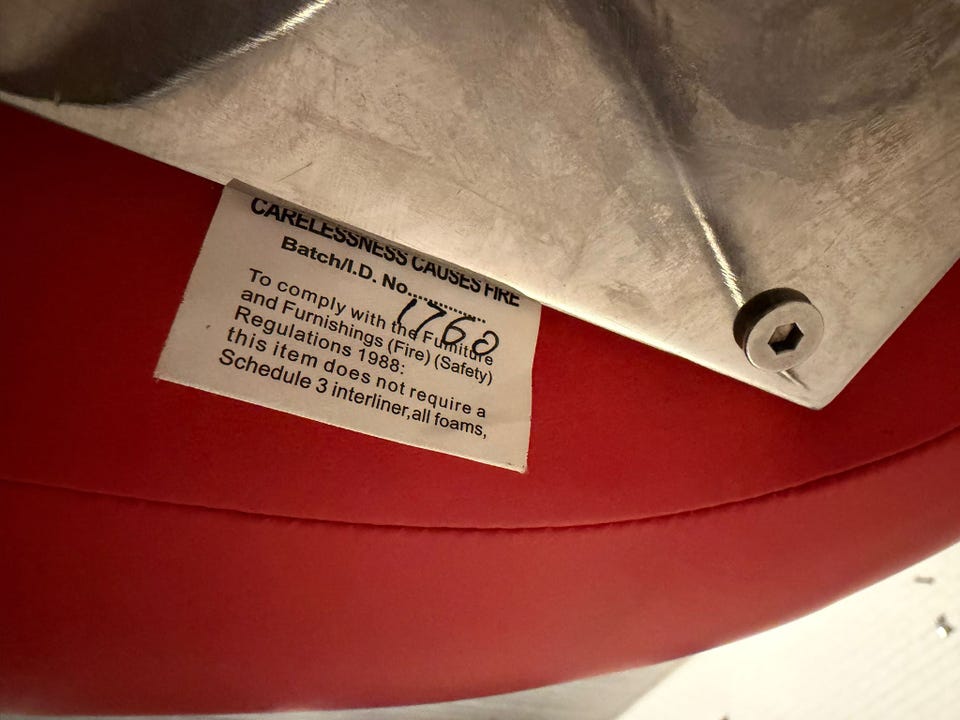 CARELESSNESS CAUSES FIRE
Batch/I.D. No..................
1760
To comply with the Furniture
and Furnishings (Fire) (Safety)
Regulations 1988:
this item does not require a
Schedule 3 interliner,all foams,